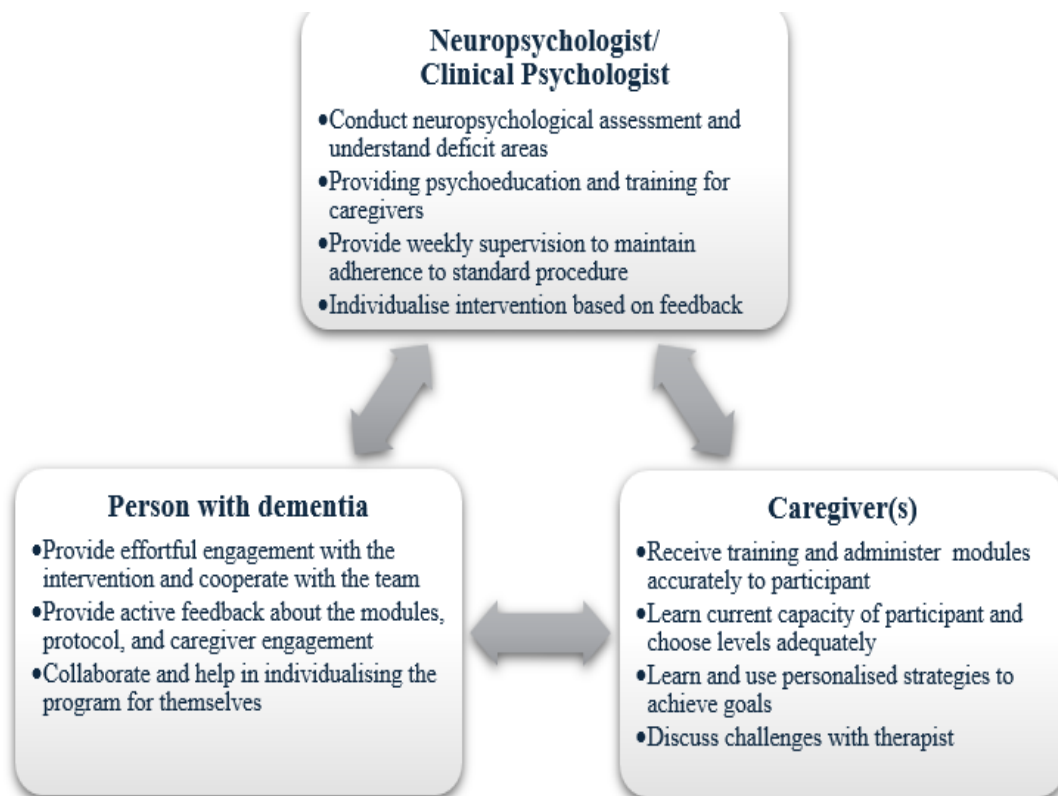 Neuropsychologist/
Clinical Psychologist
•Conduct neuropsychological assessment and
understand deficit areas
•Providing psychoeducation and training for
caregivers
•Provide weekly supervision to maintain
adherence to standard procedure
•Individualise intervention based on feedback
Person with dementia
•Provide effortful engagement with the
intervention and cooperate with the team
•Provide active feedback about the modules,
protocol, and caregiver engagement
•Collaborate and help in individualising the
program for themselves
Caregiver(s)
•Receive training and administer modules
accurately to participant
•Learn current capacity of participant and
choose levels adequately
•Learn and use personalised strategies to
achieve goals
•Discuss challenges with therapist